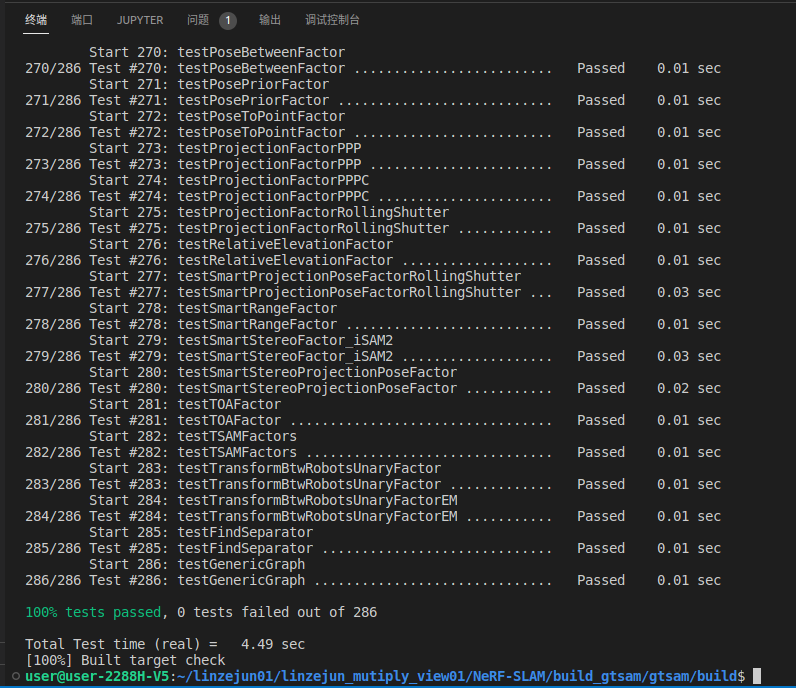 终端 端口 JUPYTER 问题 1 输出 调试控制台
Start 270: testPoseBetweenFactor
270/286 Test #270: testPoseBetweenFactor ......................... Passed 0.01 sec
Start 271: testPosePriorFactor
271/286 Test #271: testPosePriorFactor ........................... Passed 0.01 sec
Start 272: testPoseToPointFactor
272/286 Test #272: testPoseToPointFactor ......................... Passed 0.01 sec
Start 273: testProjectionFactorPPP
273/286 Test #273: testProjectionFactorPPP ....................... Passed 0.01 sec
Start 274: testProjectionFactorPPPC
274/286 Test #274: testProjectionFactorPPPC ...................... Passed 0.01 sec
Start 275: testProjectionFactorRollingShutter
275/286 Test #275: testProjectionFactorRollingShutter ............ Passed 0.01 sec
Start 276: testRelativeElevationFactor
276/286 Test #276: testRelativeElevationFactor ................... Passed 0.01 sec
Start 277: testSmartProjectionPoseFactorRollingShutter
277/286 Test #277: testSmartProjectionPoseFactorRollingShutter ... Passed 0.03 sec
Start 278: testSmartRangeFactor
278/286 Test #278: testSmartRangeFactor .......................... Passed 0.01 sec
Start 279: testSmartStereoFactor_iSAM2
279/286 Test #279: testSmartStereoFactor_iSAM2 ................... Passed 0.03 sec
Start 280: testSmartStereoProjectionPoseFactor
280/286 Test #280: testSmartStereoProjectionPoseFactor ........... Passed 0.02 sec
Start 281: testTOAFactor
281/286 Test #281: testTOAFactor ................................. Passed 0.01 sec
Start 282: testTSAMFactors
282/286 Test #282: testTSAMFactors ............................... Passed 0.01 sec
Start 283: testTransformBtwRobotsUnaryFactor
283/286 Test #283: testTransformBtwRobotsUnaryFactor ............. Passed 0.01 sec
Start 284: testTransformBtwRobotsUnaryFactorEM
284/286 Test #284: testTransformBtwRobotsUnaryFactorEM ........... Passed 0.01 sec
Start 285: testFindSeparator
285/286 Test #285: testFindSeparator ............................. Passed 0.01 sec
Start 286: testGenericGraph
286/286 Test #286: testGenericGraph .............................. Passed 0.01 sec
100% tests passed, 0 tests failed out of 286
Total Test time (real) = 4.49 sec
[100%] Built target check
user@user-2288H-V5:~/linzejun01/linzejun_mutiply_view01/NeRF-SLAM/build_gtsam/gtsam/build$